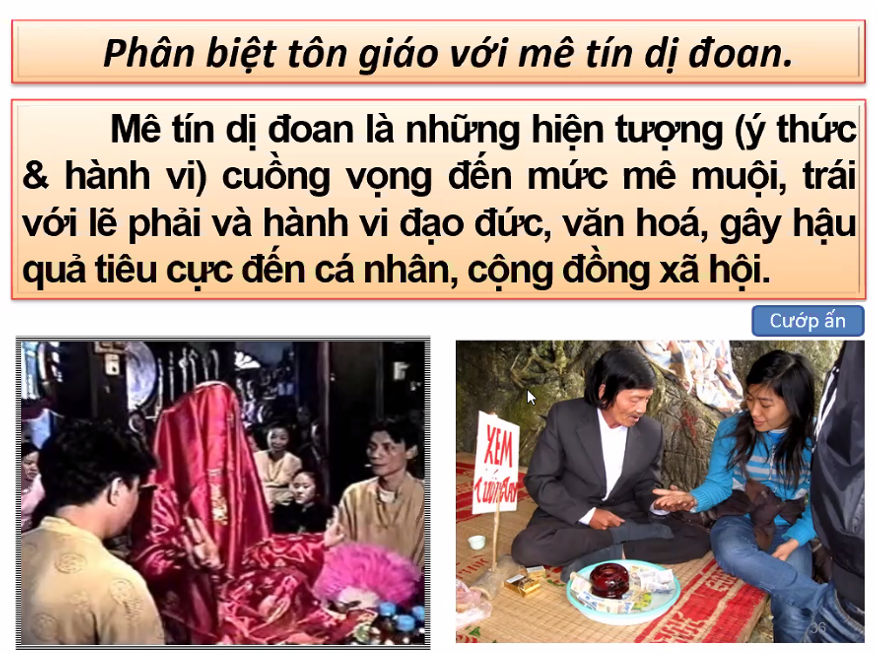 Phân biệt tôn giáo với mê tín dị đoan.
Mê tín dị đoan là những hiện tượng (ý thức
& hành vi) cuồng vọng đến mức mê muội, trái
với lẽ phải và hành vi đạo đức, văn hoá, gây hậu
quả tiêu cực đến cá nhân, cộng đồng xã hội.
Cướp ấn
XEM
33